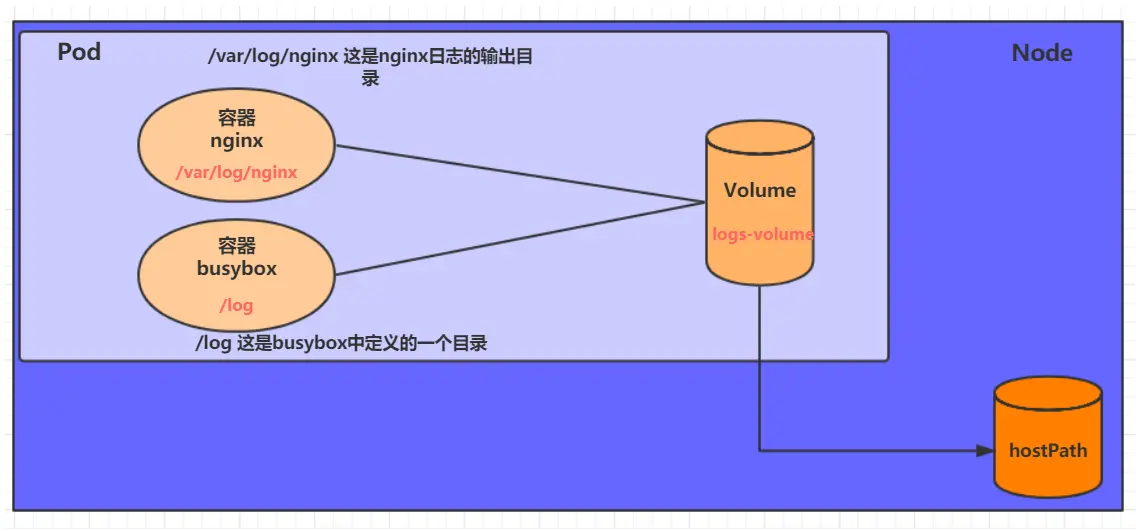 Pod
/var/log/nginx 这是nginx日志的输出目
录
Node
容器
nginx
/var/log/nginx
容器
busybox
/log
/log 这是busybox中定义的一个目录
Volume
logs-volume
hostPath